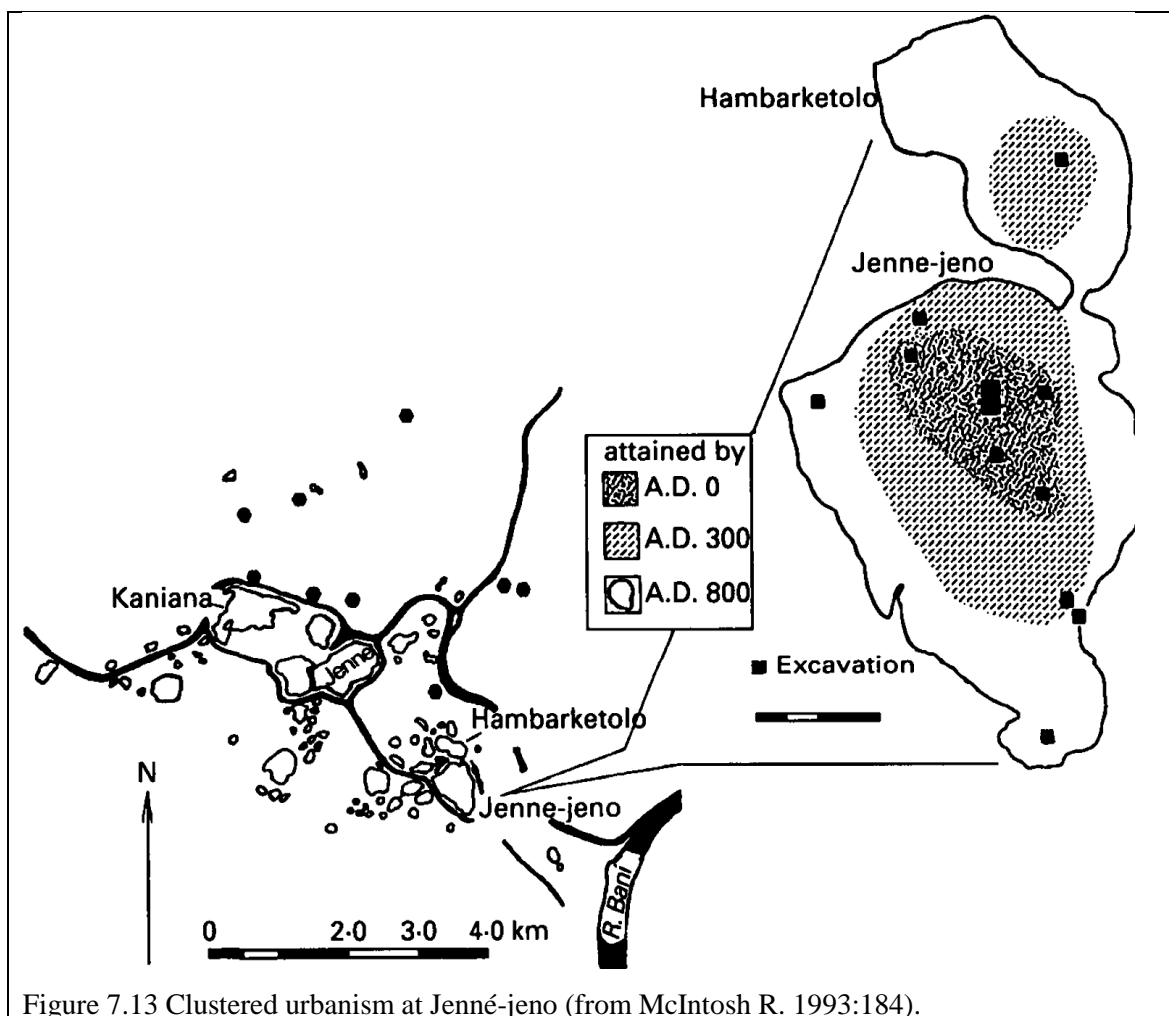 Hambarketolo
Jenne-jeno
attained by
A.D. 0
A.D. 300
A.D. 800
Excavation
Kaniana
Jenne
Hambarketolo
Jenne-jeno
N
R. Bani
0 2·0 3·0 4·0 km
Figure 7.13 Clustered urbanism at Jenné-jeno (from McIntosh R. 1993:184).